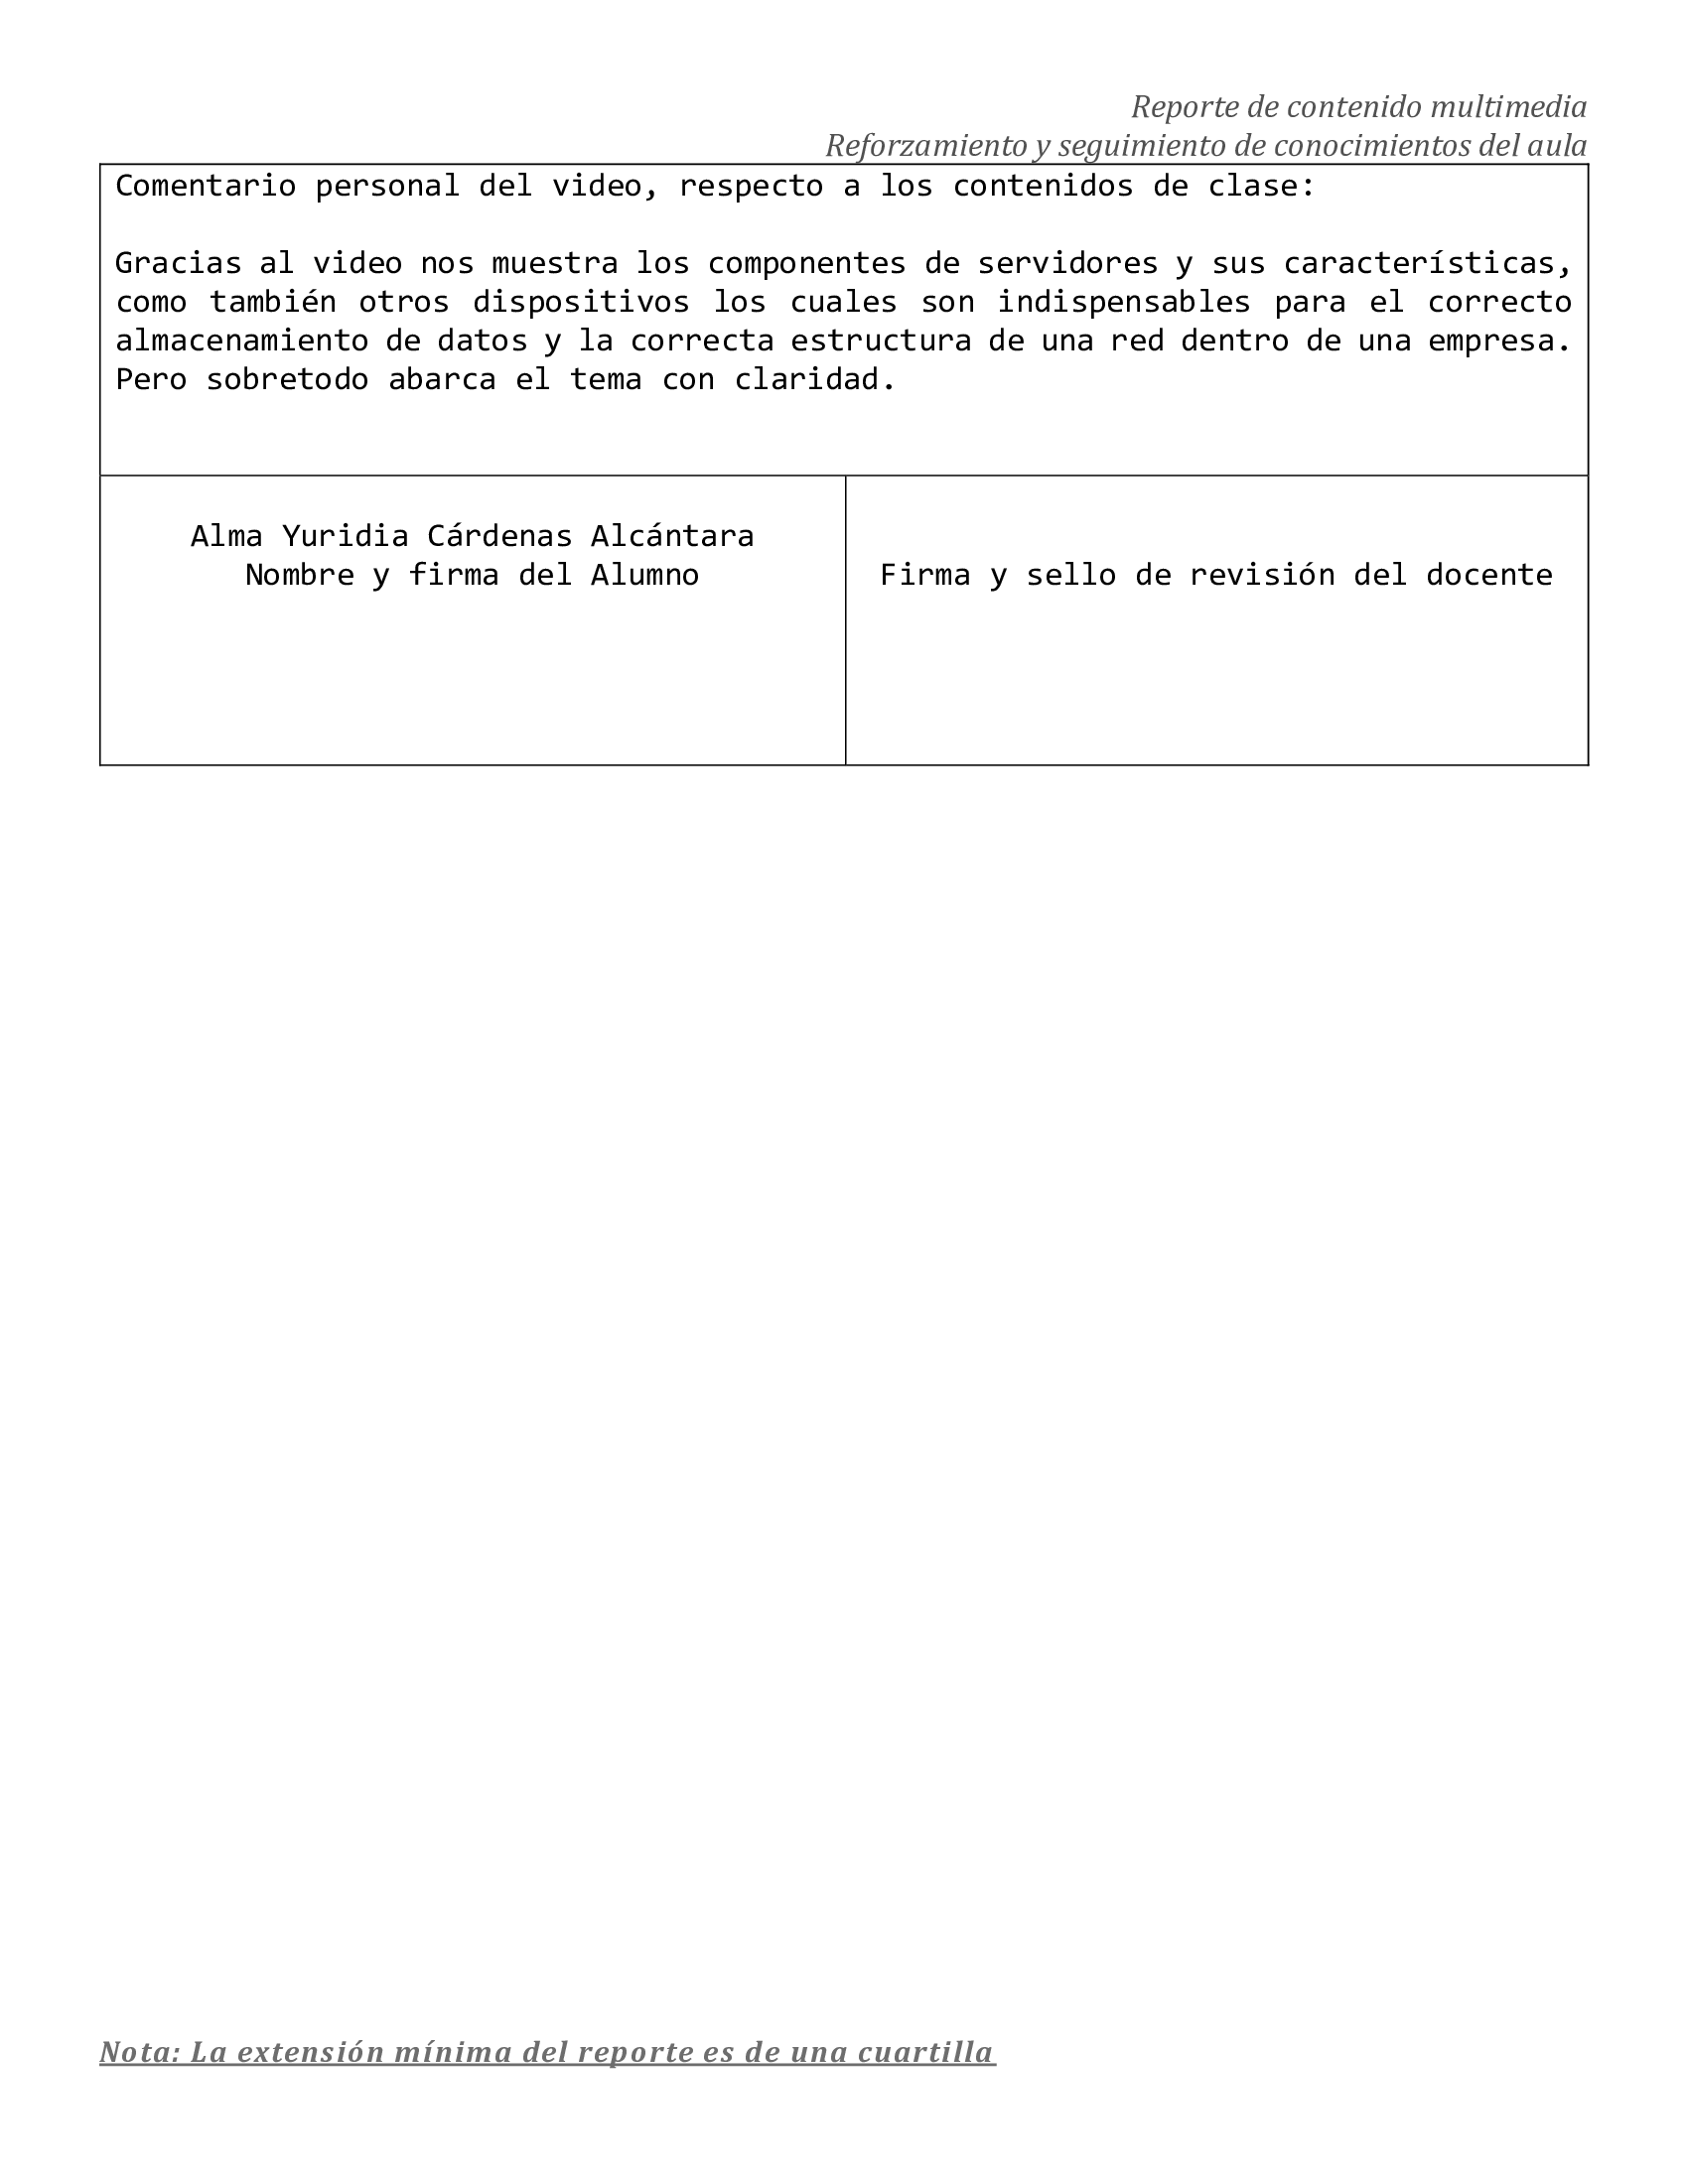 Reporte de contenido multimedia
Reforzamiento y seguimiento de conocimientos del aula
Comentario personal del video, respecto a los contenidos de clase:
Gracias al video nos muestra los componentes de servidores y sus características,
como también otros dispositivos los cuales son indispensables para el correcto
almacenamiento de datos y la correcta estructura de una red dentro de una empresa.
Pero sobretodo abarca el tema con claridad.
Alma Yuridia Cárdenas Alcántara
Nombre y firma del Alumno
Firma y sello de revisión del docente
Nota: La extensión mínima del reporte es de una cuartilla